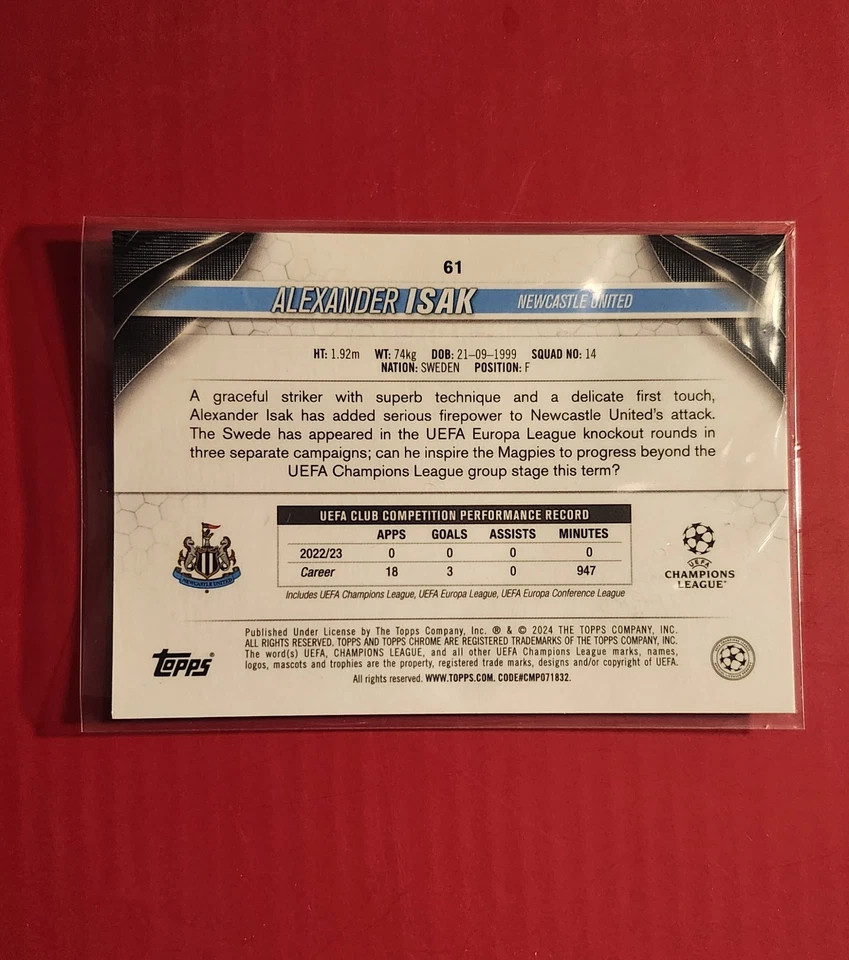 61
ALEXANDER ISAK NEWCASTLE UNITED
HT: 1.92m WT: 74kg DOB: 21-09-1999 SQUAD NO: 14
NATION: SWEDEN POSITION: F
A graceful striker with superb technique and a delicate first touch,
Alexander Isak has added serious firepower to Newcastle United's attack.
The Swede has appeared in the UEFA Europa League knockout rounds in
three separate campaigns; can he inspire the Magpies to progress beyond the
UEFA Champions League group stage this term?
UEFA CLUB COMPETITION PERFORMANCE RECORD
APPS GOALS ASSISTS MINUTES
2022/23 0 0 0 0
Career 18 3 0 947
Includes UEFA Champions League, UEFA Europa League, UEFA Europa Conference League
NEWCASTLE UNITED
UEFA
CHAMPIONS
LEAGUE®
Published Under License by The Topps Company, Inc. ® & © 2024 THE TOPPS COMPANY, INC.
ALL RIGHTS RESERVED. TOPPS AND TOPPS CHROME ARE REGISTERED TRADEMARKS OF THE TOPPS COMPANY, INC.
The word(s) UEFA, CHAMPIONS LEAGUE, and all other UEFA Champions League marks, names,
logos, mascots and trophies are the property, registered trade marks, designs and/or copyright of UEFA.
All rights reserved. WWW.TOPPS.COM. CODE#CMP071832.
TOPPS®